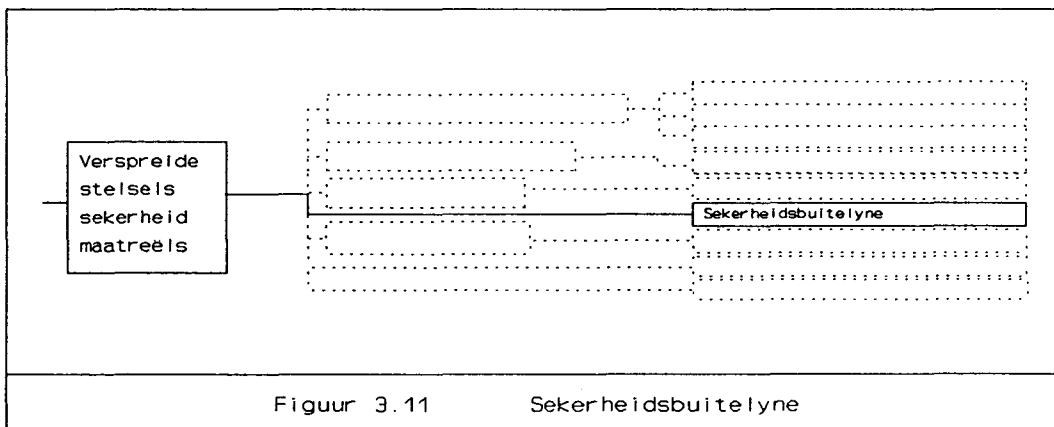 Verspreide
stelsels
sekerheid
maatreëls
Sekerheidsbuitelyne
Figuur 3.11 Sekerheidsbuitelyne